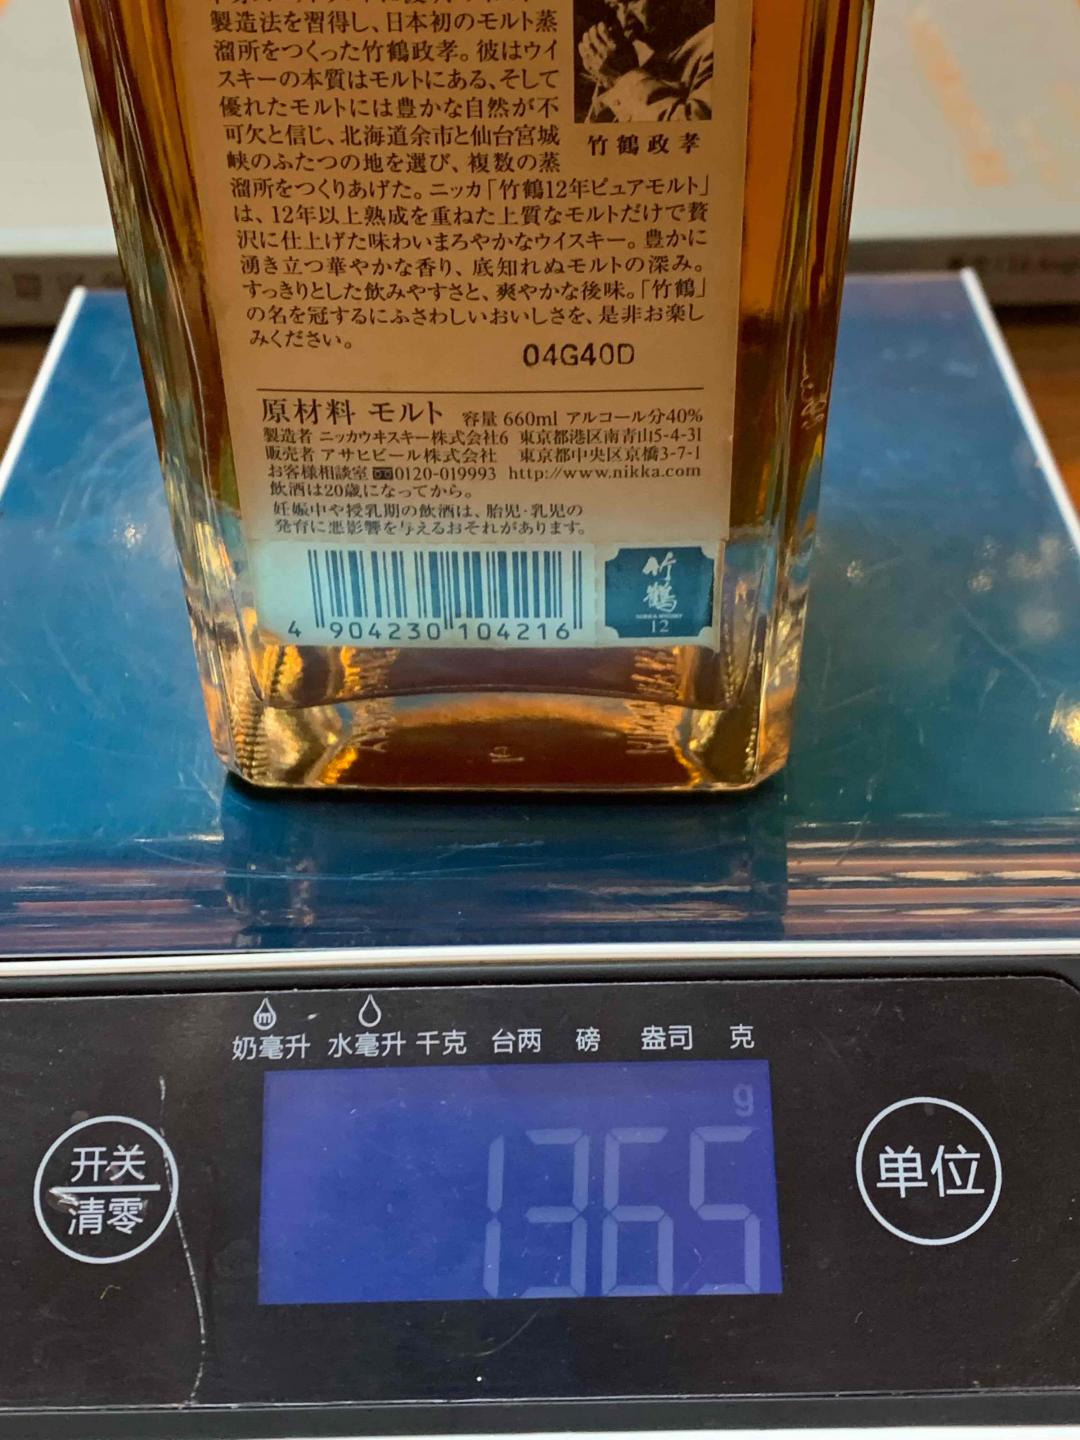 製造法を習得し、日本初のモルト蒸
溜所をつくった竹鶴政孝。彼はウイ
スキーの本質はモルトにある、そして
優れたモルトには豊かな自然が不
可欠と信じ、北海道余市と仙台宮城
峡のふたつの地を選び、複数の蒸
溜所をつくりあげた。ニッカ「竹鶴12年ピュアモルト」
は、12年以上熟成を重ねた上質なモルトだけで贅
沢に仕上げた味わいまろやかなウイスキー。豊かに
湧き立つ華やかな香り、底知れぬモルトの深み。
すっきりとした飲みやすさと、爽やかな後味。「竹鶴」
の名を冠するにふさわしいおいしさを、是非お楽し
みください。
竹鶴政孝
04G40D
原材料 モルト 容量 660ml アルコール分40%
製造者 ニッカウヰスキー株式会社6 東京都港区南青山5-4-31
販売者 アサヒビール株式会社 東京都中央区京橋3-7-1
お客様相談室 0120-019993 http://www.nikka.com
飲酒は20歳になってから。
妊娠中や授乳期の飲酒は、胎児・乳児の
発育に悪影響を与えるおそれがあります。
4 904230 104216
竹鶴
NIKKA WHISKY
12
m
奶毫升 水毫升 千克 台两 磅 盎司 克
g
1365
开关
清零
单位